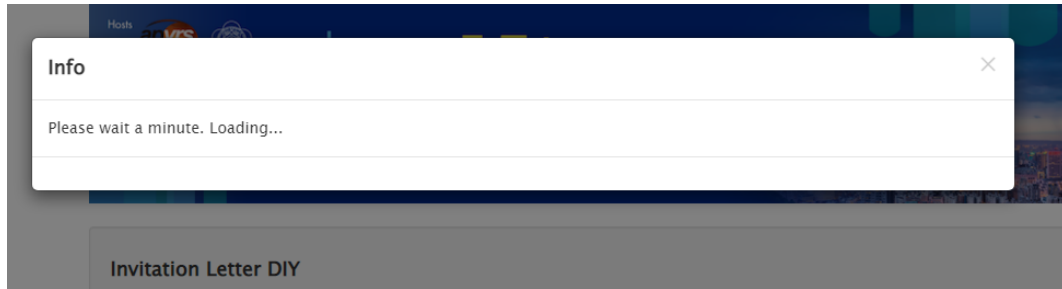 Hosts
Info
Please wait a minute. Loading...
Invitation Letter DIY